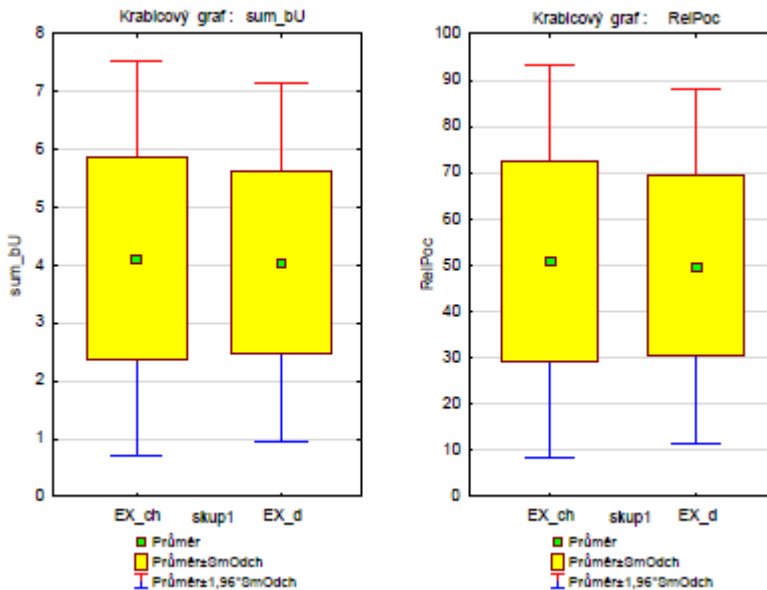 Krabicový graf: sum_bU
8
7
6
5
4
3
2
1
0
sum_bU
EX_ch skup1 EX_d
Průměr
Průměr±SmOdch
Průměr±1,96*SmOdch
Krabicový graf: RelPoc
100
90
80
70
60
50
40
30
20
10
0
RelPoc
EX_ch skup1 EX_d
Průměr
Průměr±SmOdch
Průměr±1,96*SmOdch